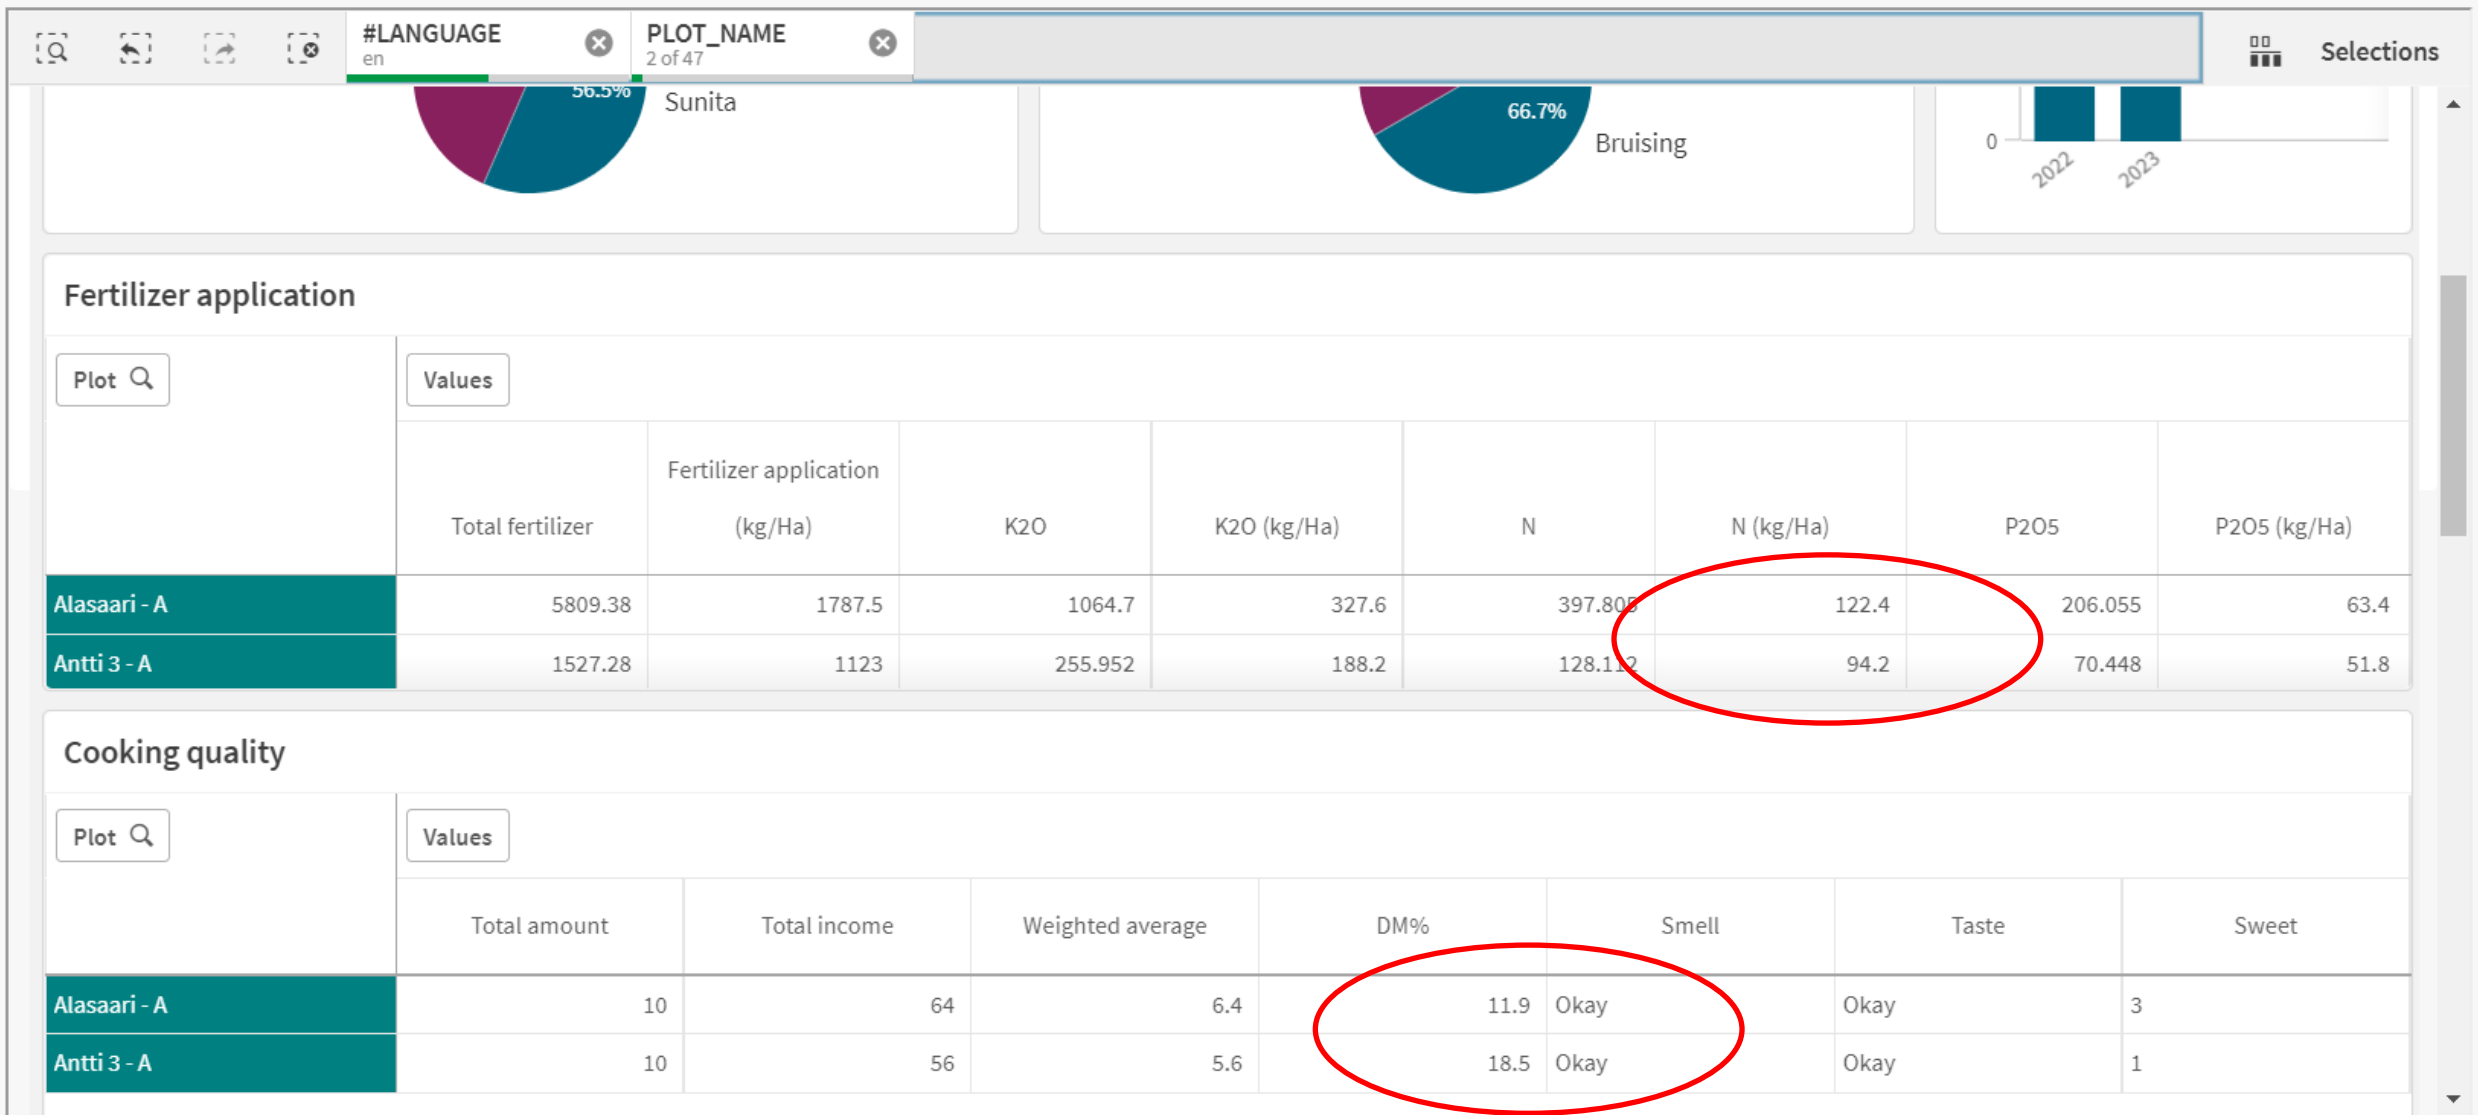 #LANGUAGE
en
PLOT_NAME
2 of 47
Selections
56.5%
Sunita
66.7%
Bruising
0
2022
2023
Fertilizer application
Plot
Values
Total fertilizer
Fertilizer application
(kg/Ha)
K2O
K2O (kg/Ha)
N
N (kg/Ha)
P2O5
P2O5 (kg/Ha)
Alasaari - A 5809.38 1787.5 1064.7 327.6 397.805 122.4 206.055 63.4
Antti 3 - A 1527.28 1123 255.952 188.2 128.112 94.2 70.448 51.8
Cooking quality
Plot
Values
Total amount Total income Weighted average DM% Smell Taste Sweet
Alasaari - A 10 64 6.4 11.9 Okay Okay 3
Antti 3 - A 10 56 5.6 18.5 Okay Okay 1